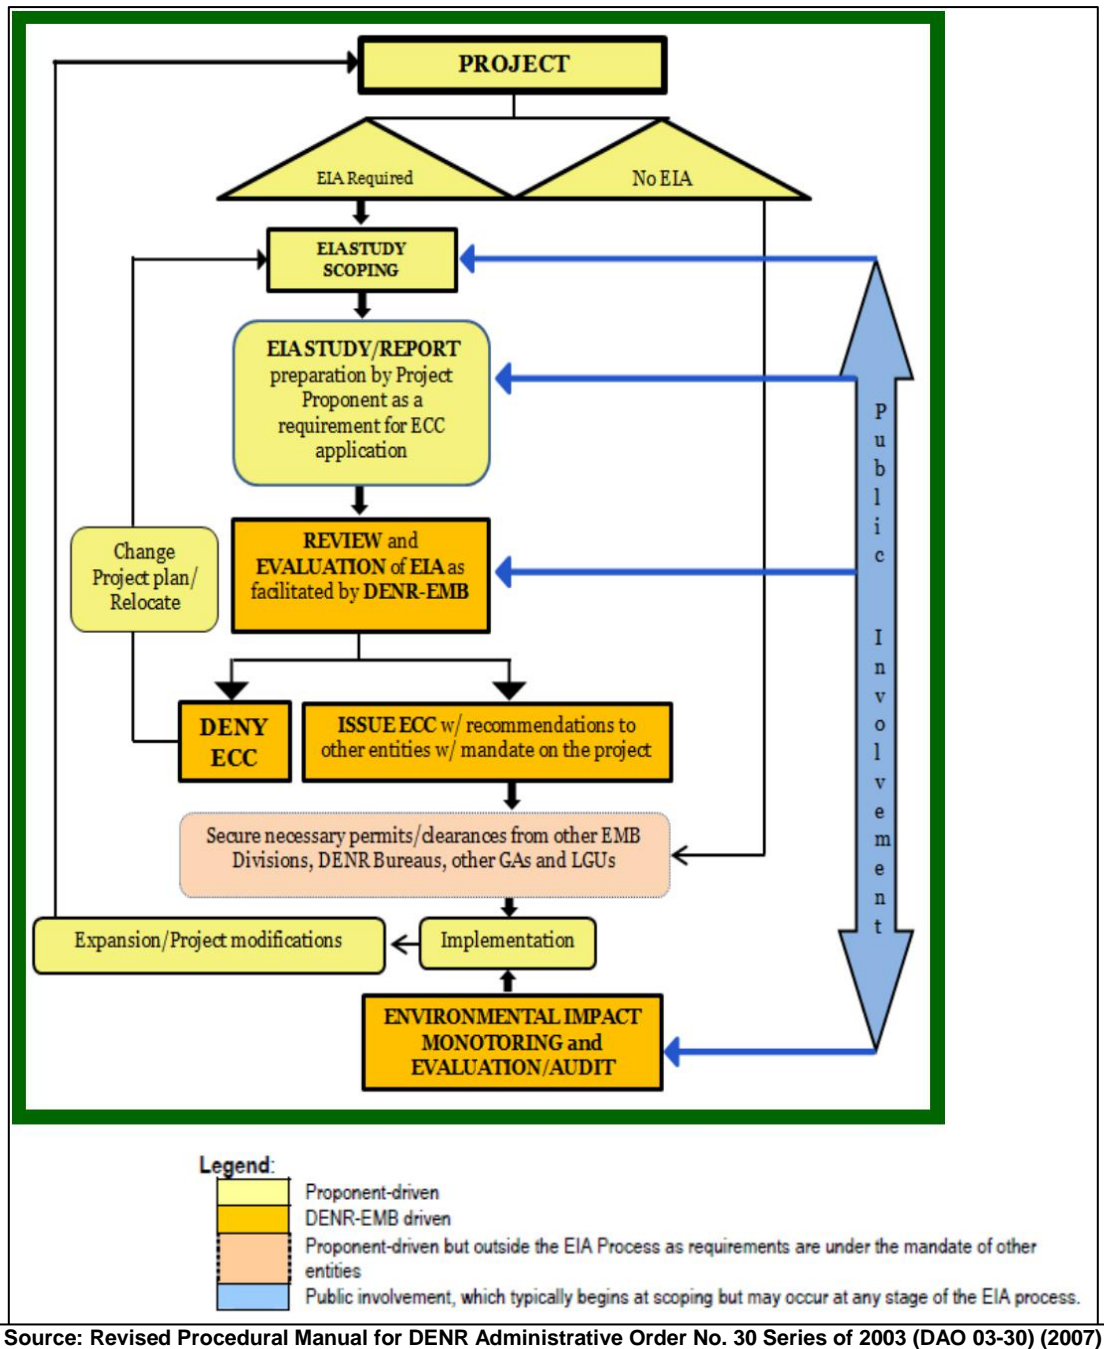 PROJECT
EIA Required
No EIA
EIA STUDY
SCOPING
EIA STUDY/REPORT
preparation by Project
Proponent as a
requirement for ECC
application
REVIEW and
EVALUATION of EIA as
facilitated by DENR-EMB
Change
Project plan/
Relocate
DENY
ECC
ISSUE ECC w/ recommendations to
other entities w/ mandate on the project
Secure necessary permits/clearances from other EMB
Divisions, DENR Bureaus, other GAs and LGUs
Expansion/Project modifications
Implementation
ENVIRONMENTAL IMPACT
MONOTORING and
EVALUATION/AUDIT
Public Involvement
Legend:
Proponent-driven
DENR-EMB driven
Proponent-driven but outside the EIA Process as requirements are under the mandate of other
entities
Public involvement, which typically begins at scoping but may occur at any stage of the EIA process.
Source: Revised Procedural Manual for DENR Administrative Order No. 30 Series of 2003 (DAO 03-30) (2007)